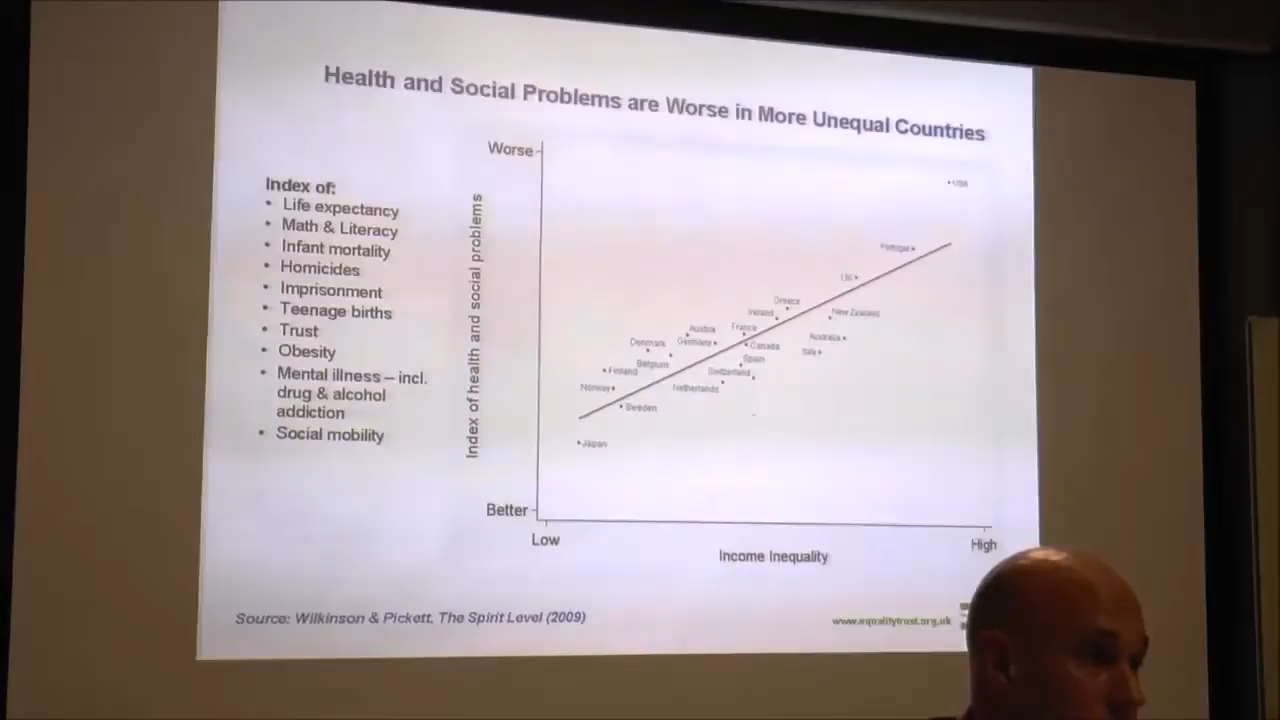 Health and Social Problems are Worse in More Unequal Countries
Index of:
• Life expectancy
• Math & Literacy
• Infant mortality
• Homicides
• Imprisonment
• Teenage births
• Trust
• Obesity
• Mental illness – incl.
drug & alcohol
addiction
• Social mobility
Index of health and social problems
Worse
USA
Portugal
UK
Greece
Ireland
New Zealand
Austria
France
Australia
Denmark
Germany
Canada
Italy
Belgium
Spain
Finland
Switzerland
Norway
Netherlands
Sweden
Japan
Better
Low
High
Income Inequality
Source: Wilkinson & Pickett, The Spirit Level (2009)
www.equalitytrust.org.uk